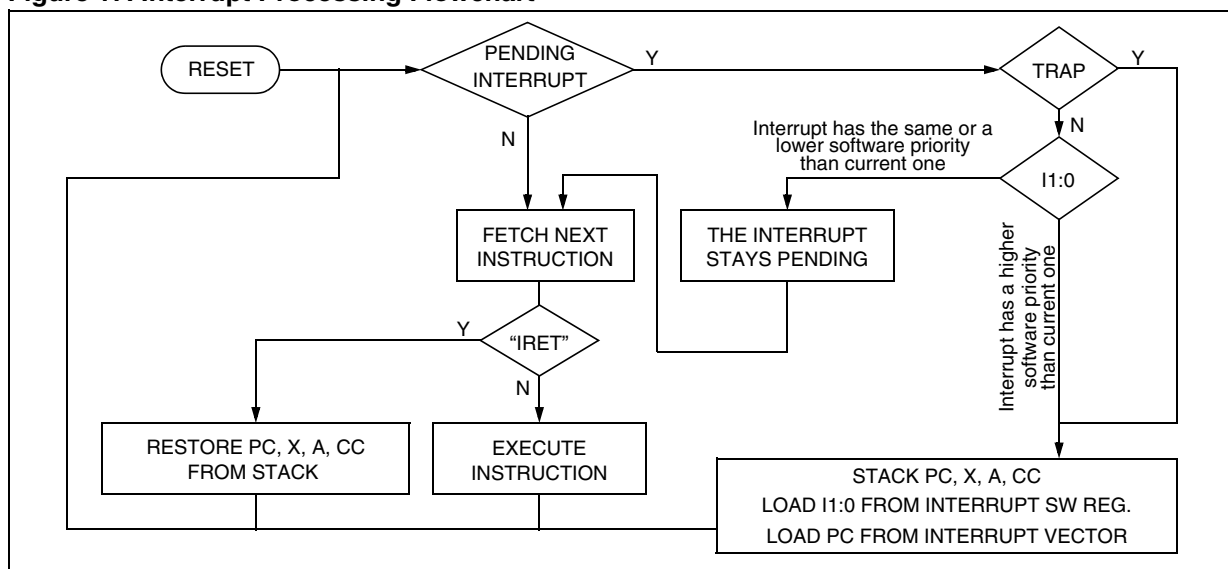 Interrupt Processing Flowchart
RESET
PENDING
INTERRUPT
Y
TRAP
Y
N
N
Interrupt has the same or a
lower software priority
than current one
I1:0
FETCH NEXT
INSTRUCTION
THE INTERRUPT
STAYS PENDING
Interrupt has a higher
software priority
than current one
Y
“IRET”
N
RESTORE PC, X, A, CC
FROM STACK
EXECUTE
INSTRUCTION
STACK PC, X, A, CC
LOAD I1:0 FROM INTERRUPT SW REG.
LOAD PC FROM INTERRUPT VECTOR